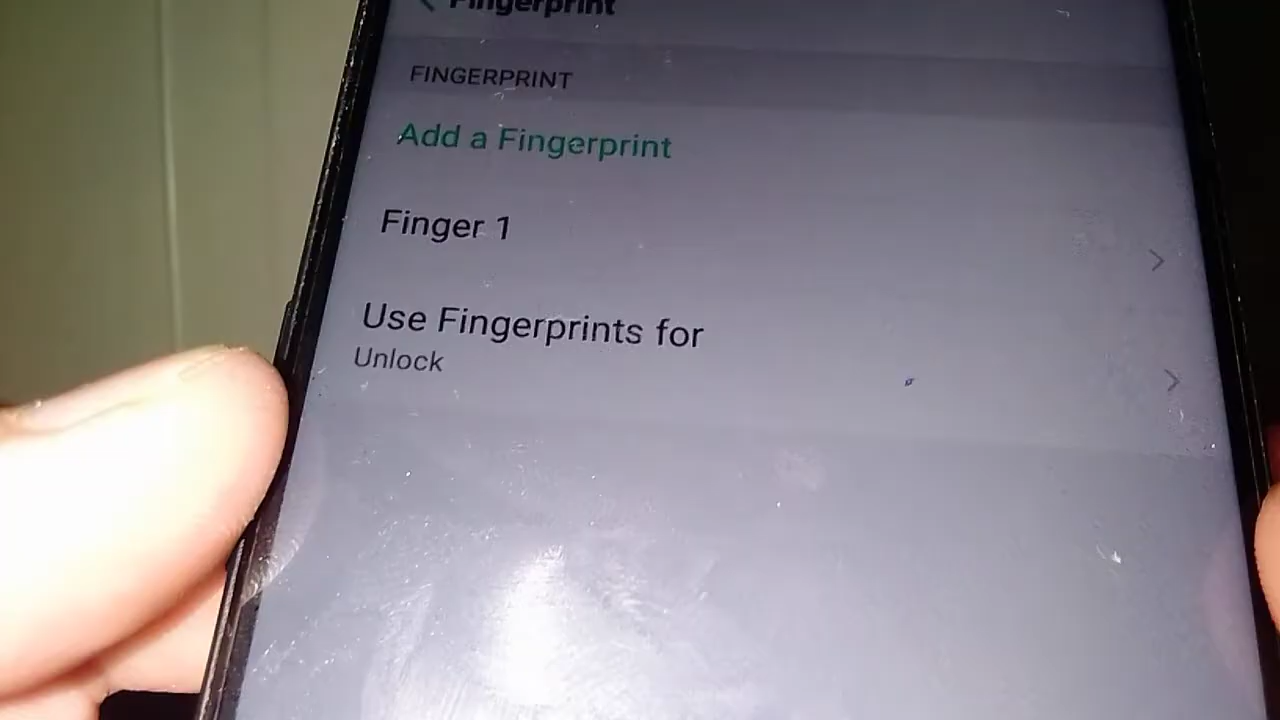 Fingerprint
FINGERPRINT
Add a Fingerprint
Finger 1
Use Fingerprints for
Unlock